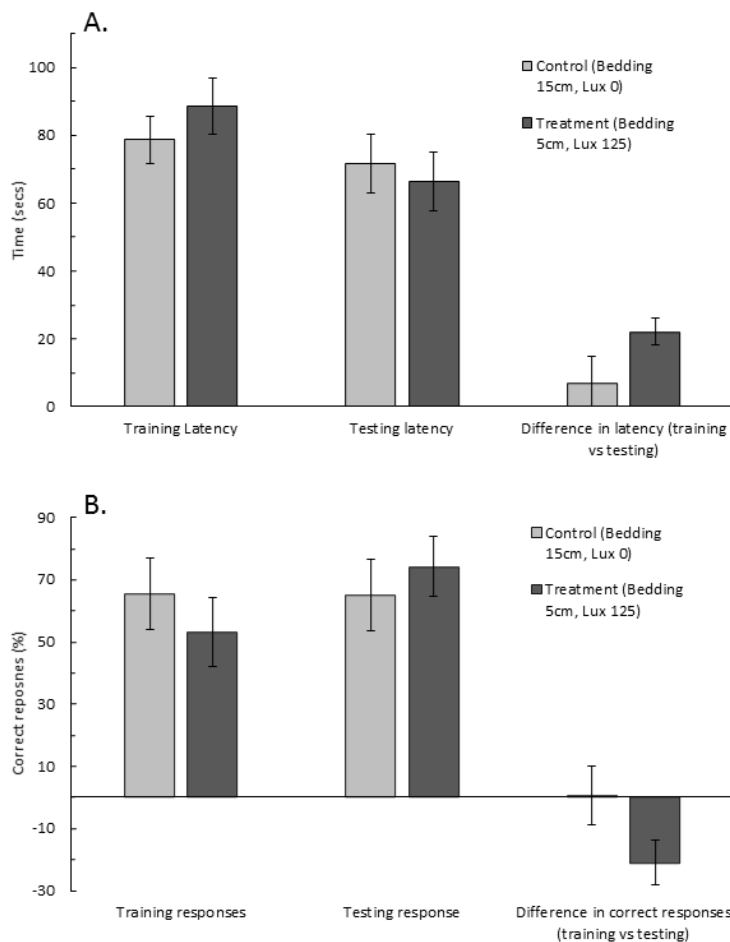 A.
100
80
60
40
20
0
Time (secs)
Control (Bedding
15cm, Lux 0)
Treatment (Bedding
5cm, Lux 125)
Training Latency
Testing latency
Difference in latency (training
vs testing)
B.
90
70
50
30
10
-10
-30
Correct reposnes (%)
Control (Bedding
15cm, Lux 0)
Treatment (Bedding
5cm, Lux 125)
Training responses
Testing response
Difference in correct responses
(training vs testing)